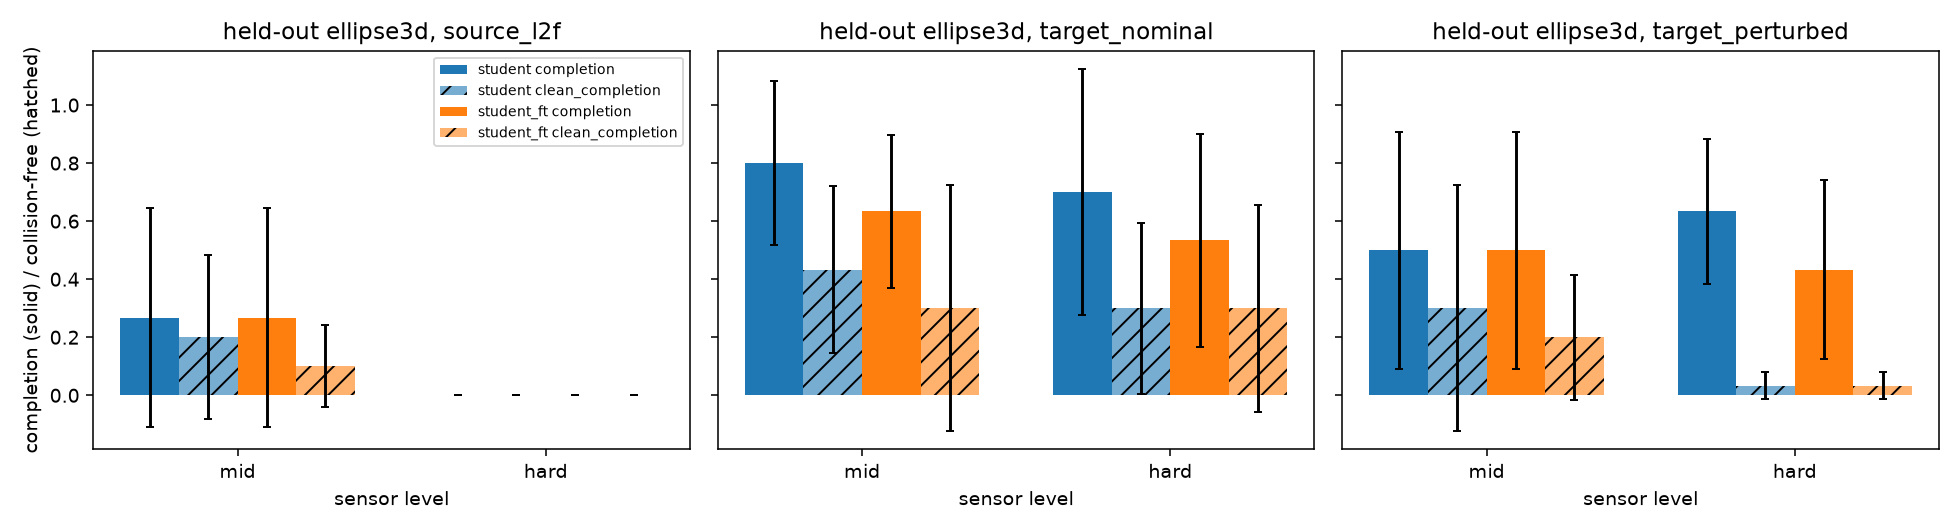 held-out ellipse3d, source_l2f
completion (solid) / collision-free (hatched)
1.0
0.8
0.6
0.4
0.2
0.0
student completion
student clean_completion
student_ft completion
student_ft clean_completion
mid
hard
sensor level
held-out ellipse3d, target_nominal
mid
hard
sensor level
held-out ellipse3d, target_perturbed
mid
hard
sensor level